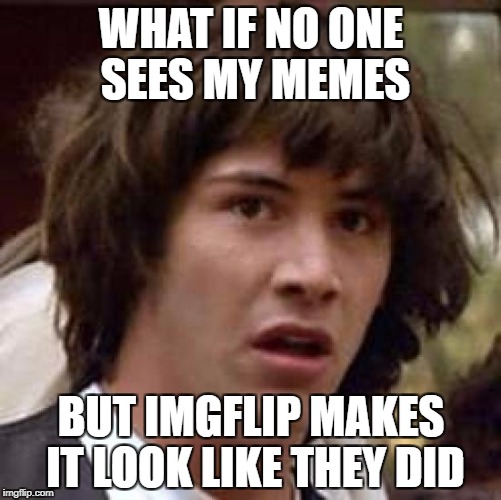 WHAT IF NO ONE
SEES MY MEMES
BUT IMGFLIP MAKES
IT LOOK LIKE THEY DID
imgflip.com